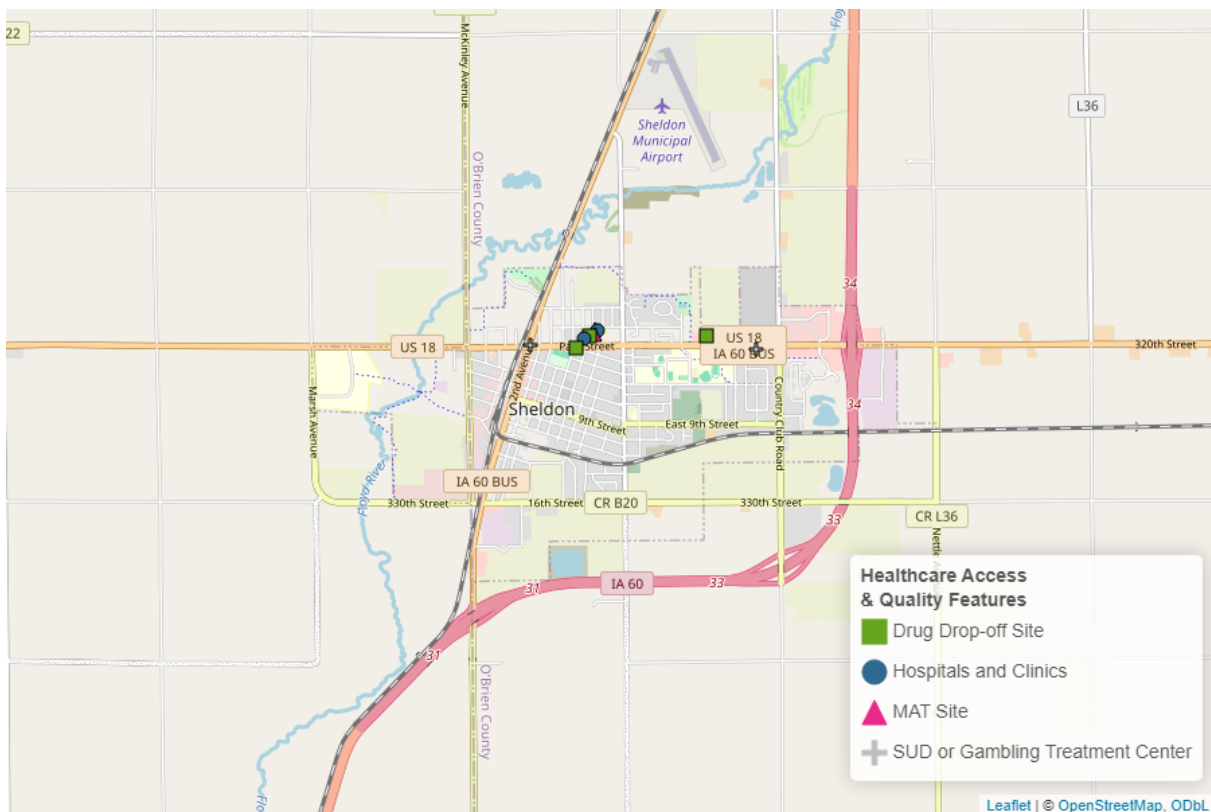 22
McKinley Avenue
Floy
L36
Sheldon
Municipal
Airport
O'Brien County
34
US 18
US 18
IA 60 BUS
320th Street
2nd Avenue
Marsh Avenue
Sheldon
9th Street
East 9th Street
Country Club Road
34
Floyd River
IA 60 BUS
330th Street
16th Street
CR B20
330th Street
33
CR L36
31
IA 60
33
31
O'Brien County
Floy
Healthcare Access
& Quality Features
Drug Drop-off Site
Hospitals and Clinics
MAT Site
SUD or Gambling Treatment Center
Leaflet | © OpenStreetMap, ODbL